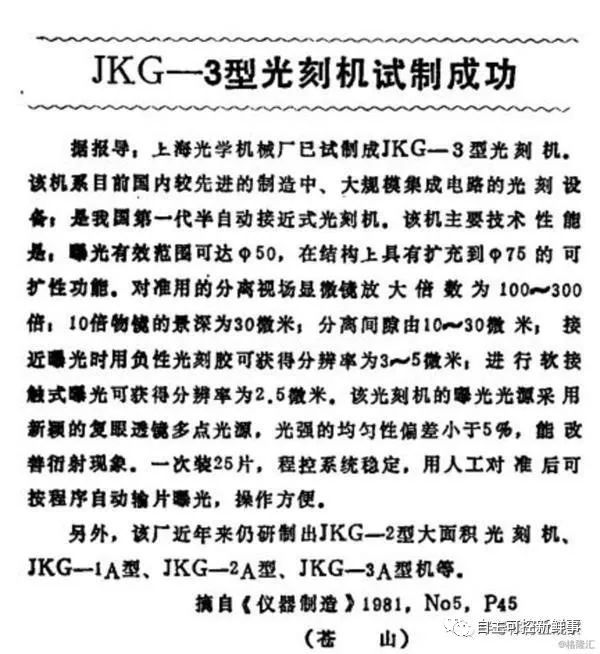 JKG—3型光刻机试制成功
据报导：上海光学机械厂已试制成JKG—3型光刻机。
该机系目前国内较先进的制造中、大规模集成电路的光刻设
备；是我国第一代半自动接近式光刻机。该机主要技术性能
是：曝光有效范围可达φ50，在结构上具有扩充到φ75的可
扩性功能。对准用的分离视场显微镜放大倍数为100～300
倍；10倍物镜的景深为30微米；分离间隙由10～30微米；接
近曝光时用负性光刻胶可获得分辨率为3～5微米；进行软接
触式曝光可获得分辨率为2.5微米。该光刻机的曝光光源采用
新颖的复眼透镜多点光源，光强的均匀性偏差小于5%，能改
善衍射现象。一次装25片，程控系统稳定，用人工对准后可
按程序自动输片曝光，操作方便。
另外，该厂近年来仍研制出JKG—2型大面积光刻机、
JKG—1A型、JKG—2A型、JKG—3A型机等。
摘自《仪器制造》1981，No5，P45
（苍 山）
自主可控新鲜事
@格隆汇